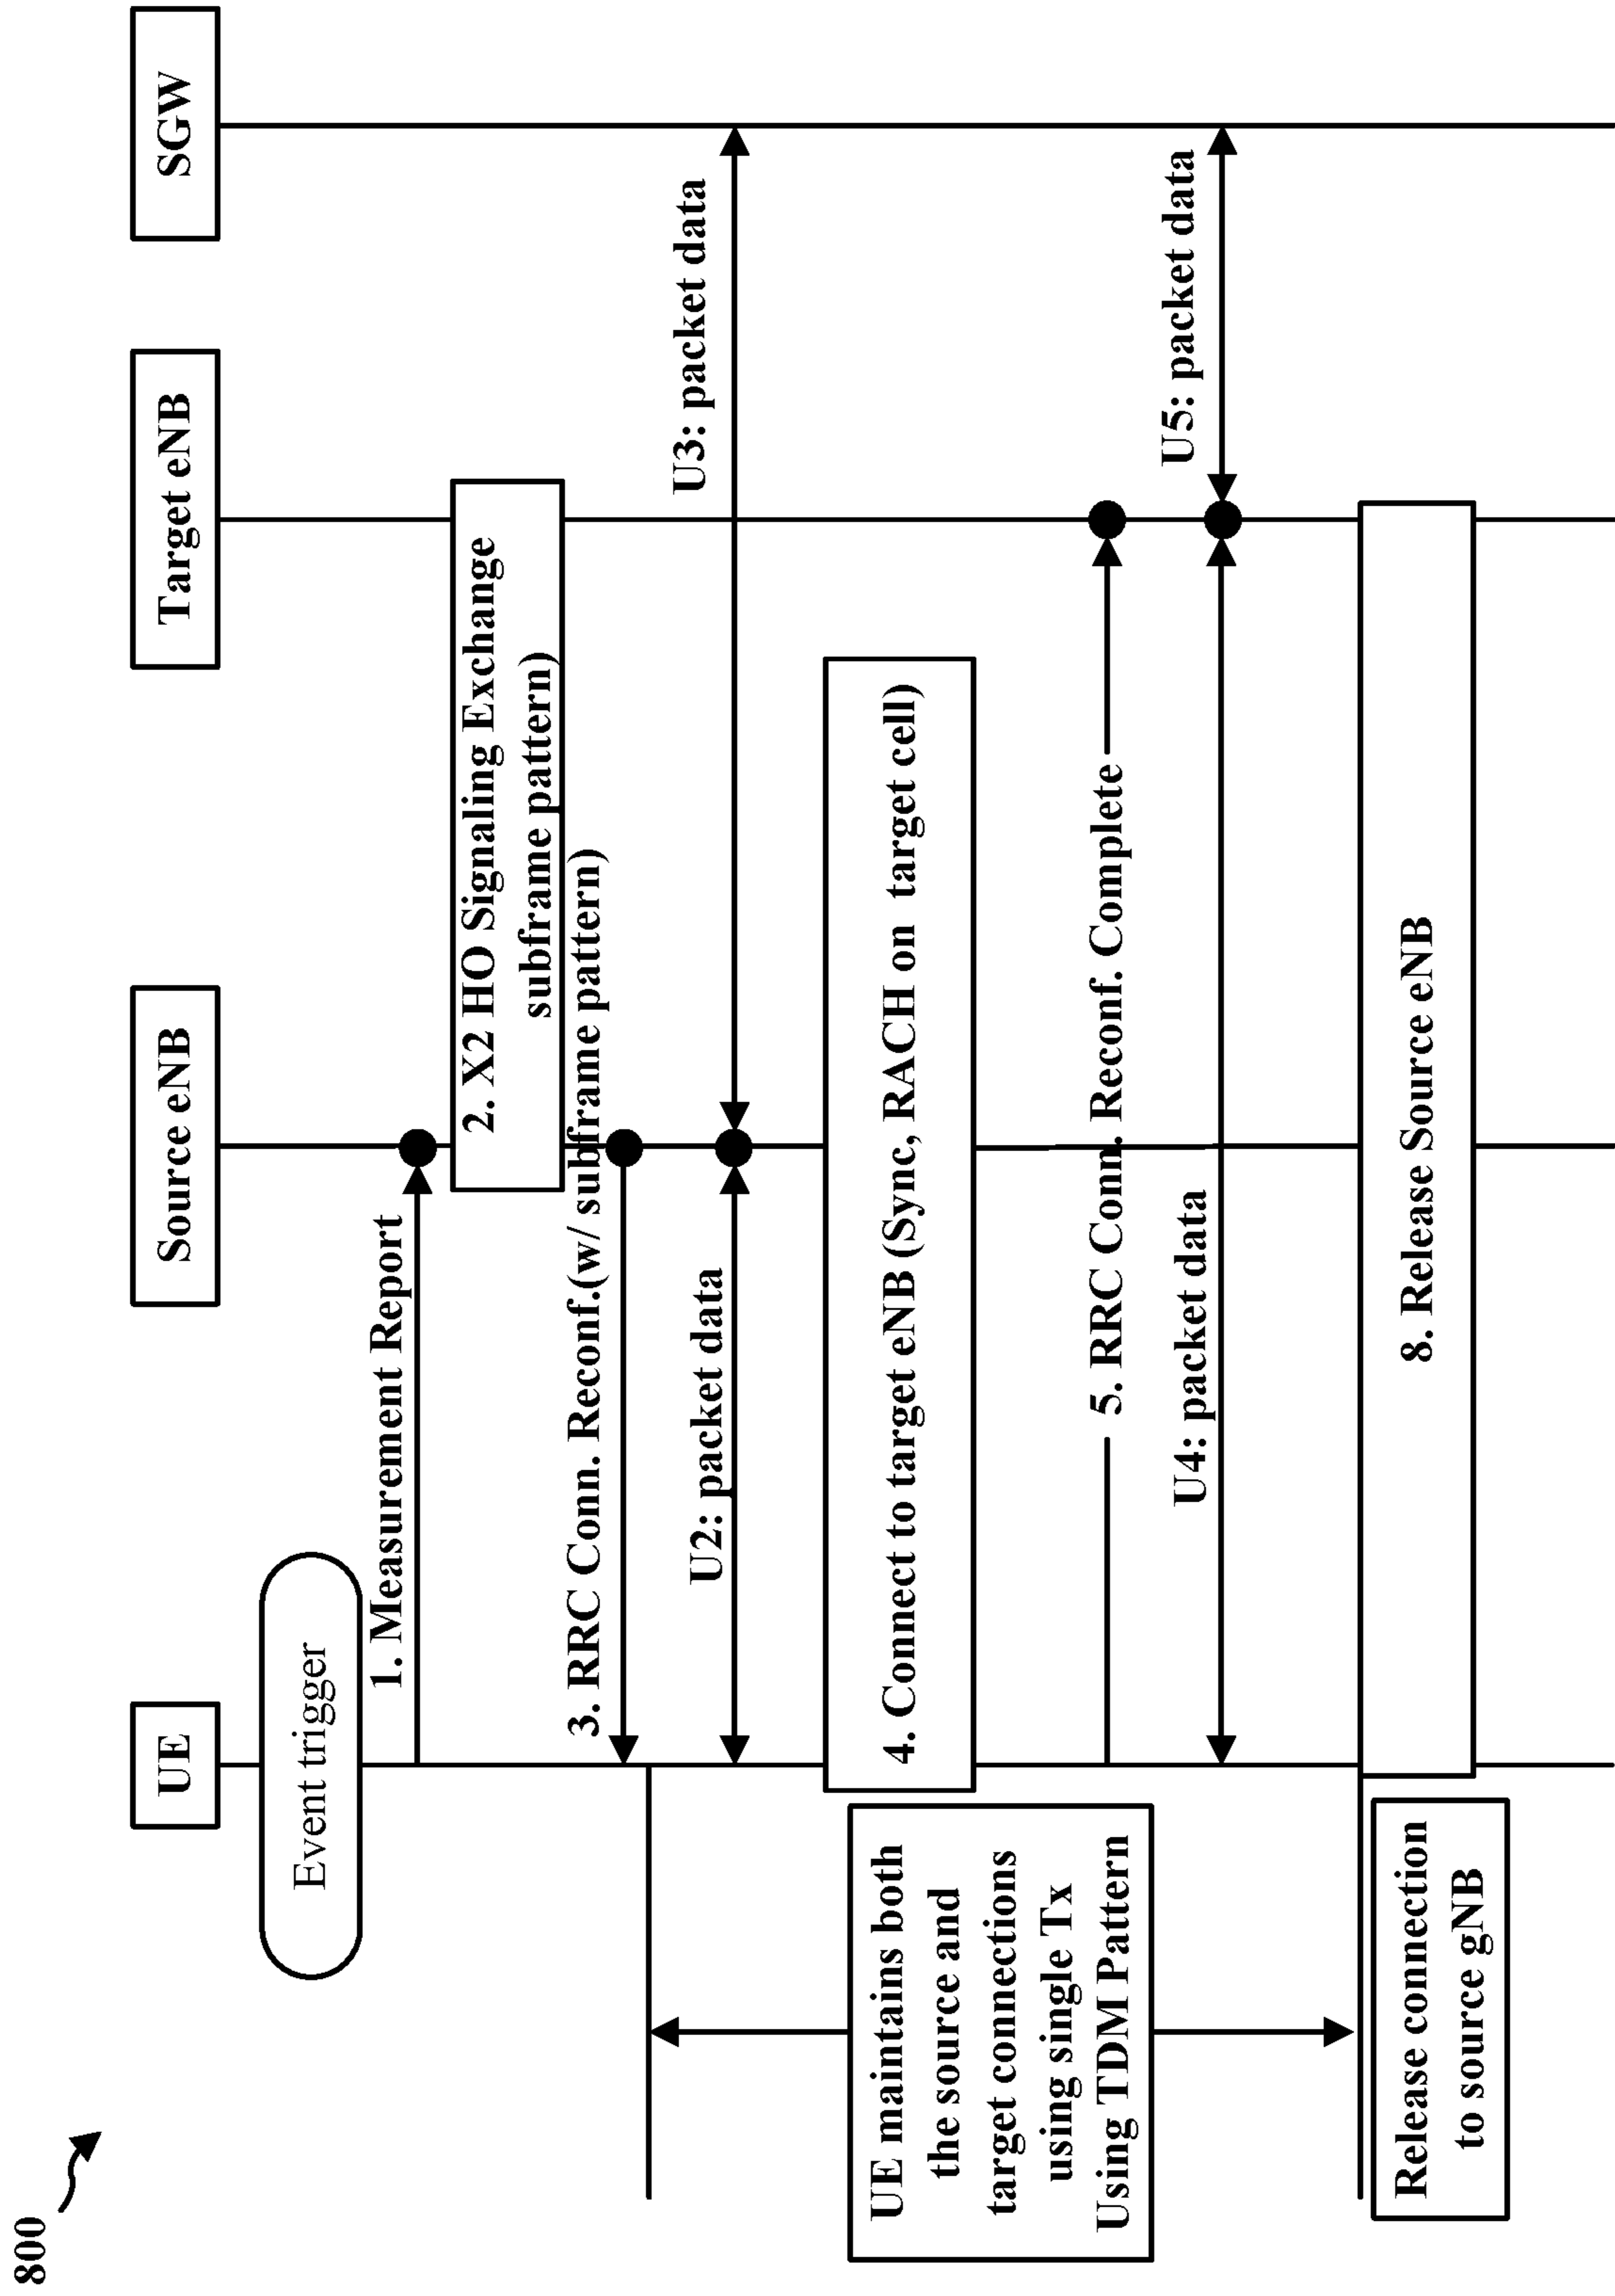 800
UE
Source eNB
Target eNB
SGW
Event trigger
1. Measurement Report
2. X2 HO Signaling Exchange
subframe pattern)
3. RRC Conn. Reconf.(w/ subframe pattern)
U2: packet data
U3: packet data
UE maintains both
the source and
target connections
using single Tx
Using TDM Pattern
4. Connect to target eNB (Sync, RACH on target cell)
5. RRC Conn. Reconf. Complete
U4: packet data
U5: packet data
8. Release Source eNB
Release connection
to source gNB